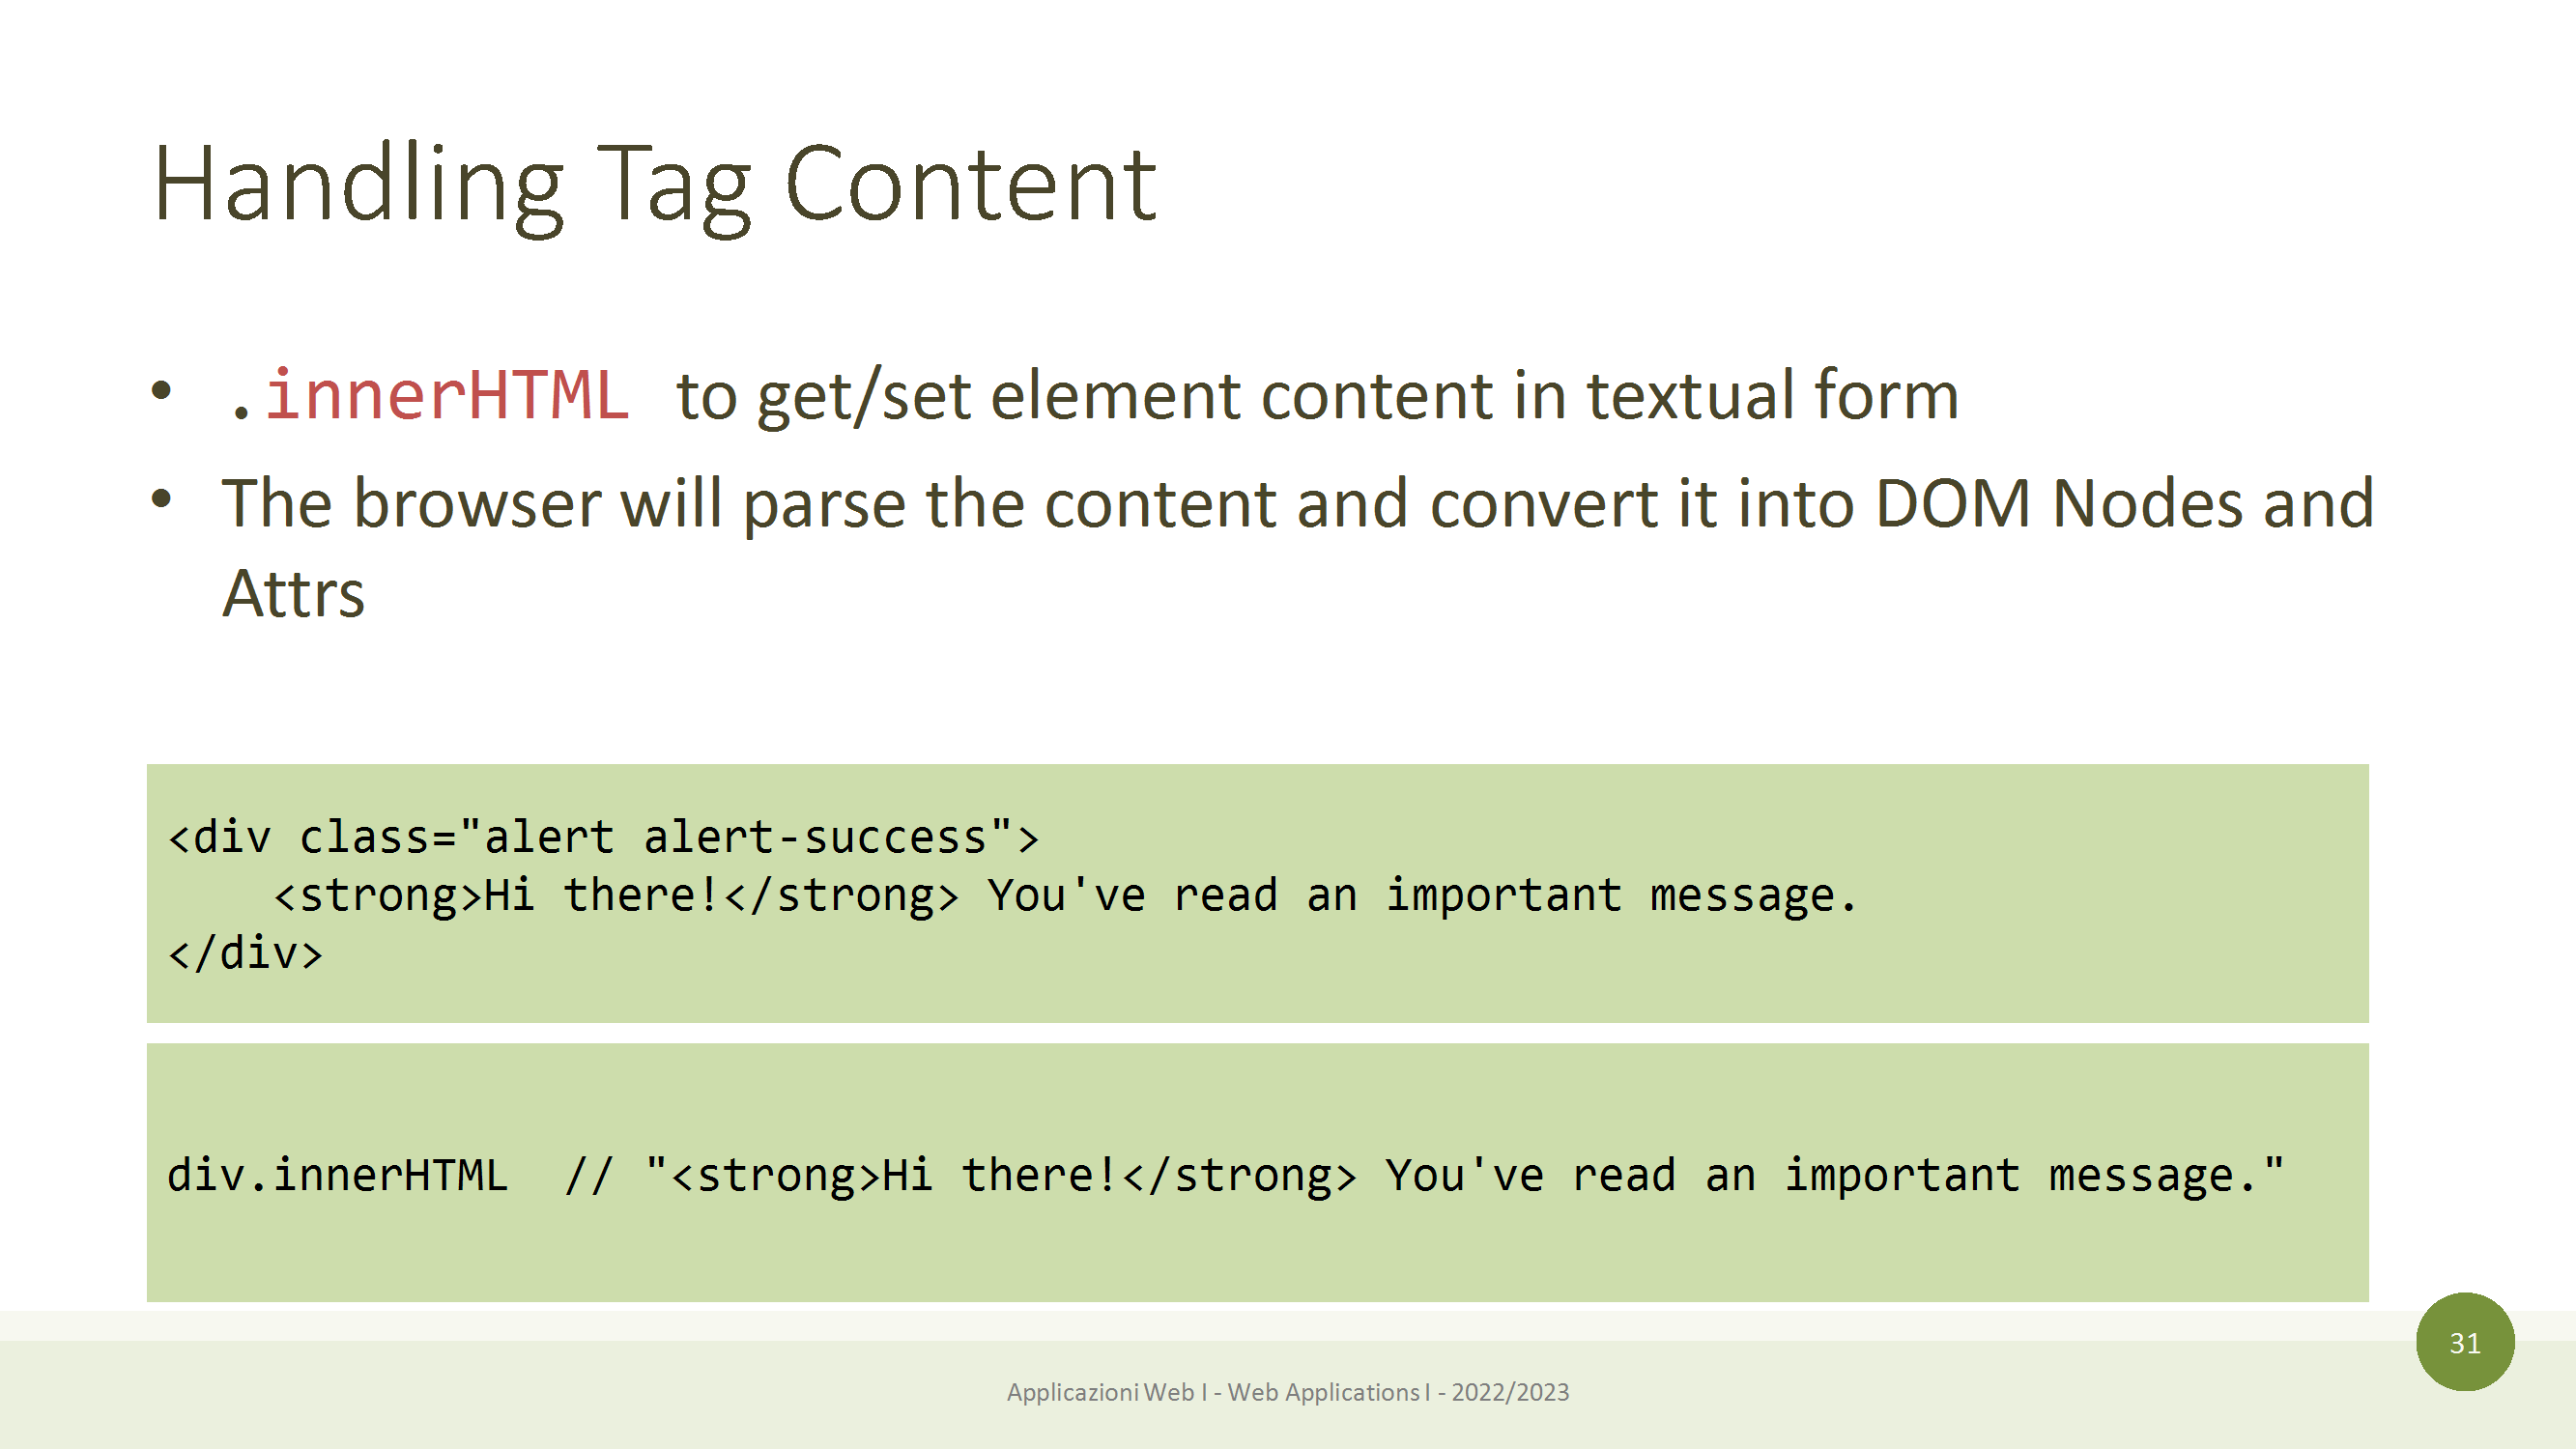 Handling Tag Content
• .innerHTML to get/set element content in textual form
• The browser will parse the content and convert it into DOM Nodes and
Attrs
<div class="alert alert-success">
    <strong>Hi there!</strong> You've read an important message.
</div>
div.innerHTML  // "<strong>Hi there!</strong> You've read an important message."
31
Applicazioni Web I - Web Applications I - 2022/2023